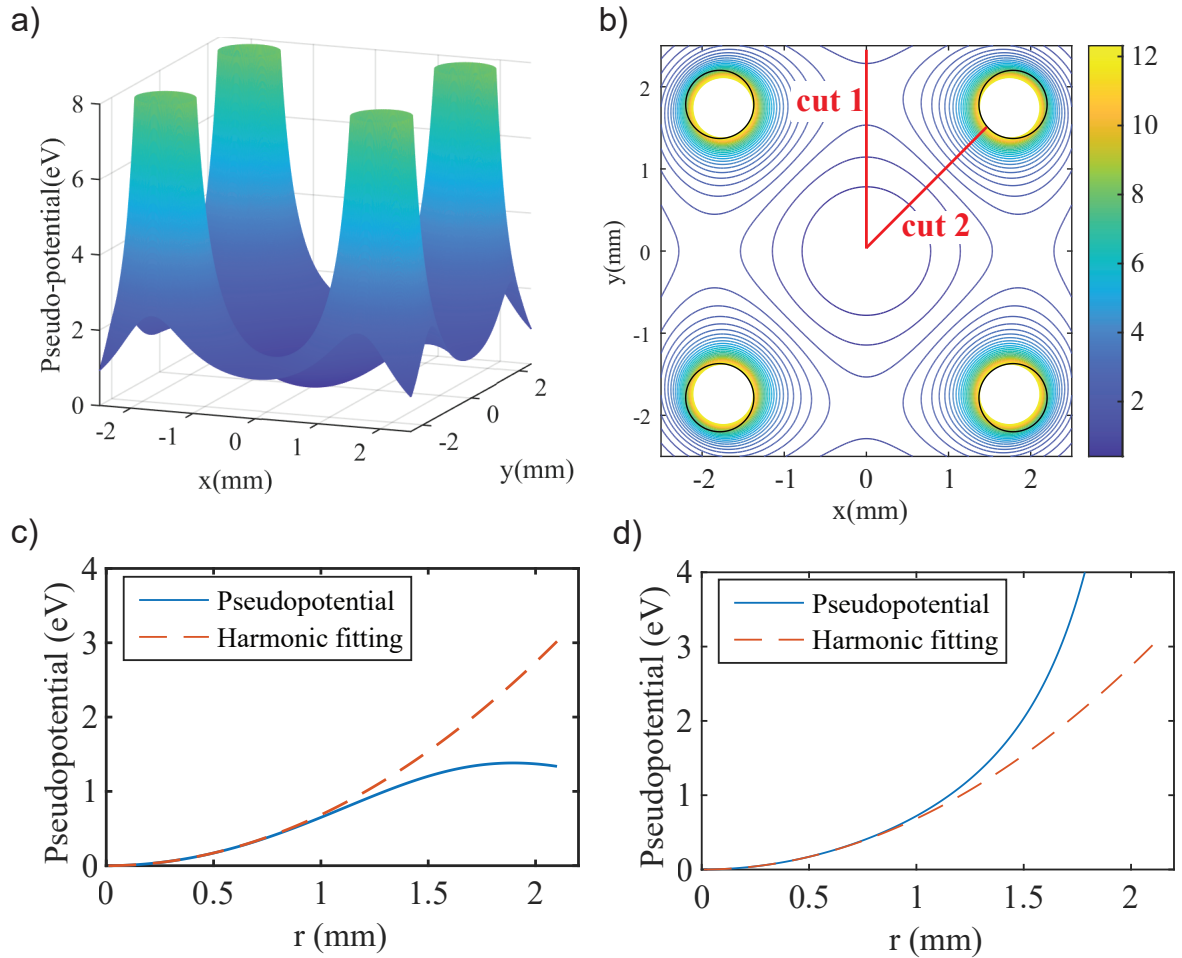 a)
Pseudo-potential(eV)
8
6
4
2
0
-2
-1
0
1
2
x(mm)
-2
0
2
y(mm)
b)
cut 1
cut 2
2
1
0
-1
-2
y(mm)
-2
-1
0
1
2
x(mm)
12
10
8
6
4
2
c)
Pseudopotential
Harmonic fitting
Pseudopotential (eV)
4
3
2
1
0
0
0.5
1
1.5
2
r (mm)
d)
Pseudopotential
Harmonic fitting
Pseudopotential (eV)
4
3
2
1
0
0
0.5
1
1.5
2
r (mm)